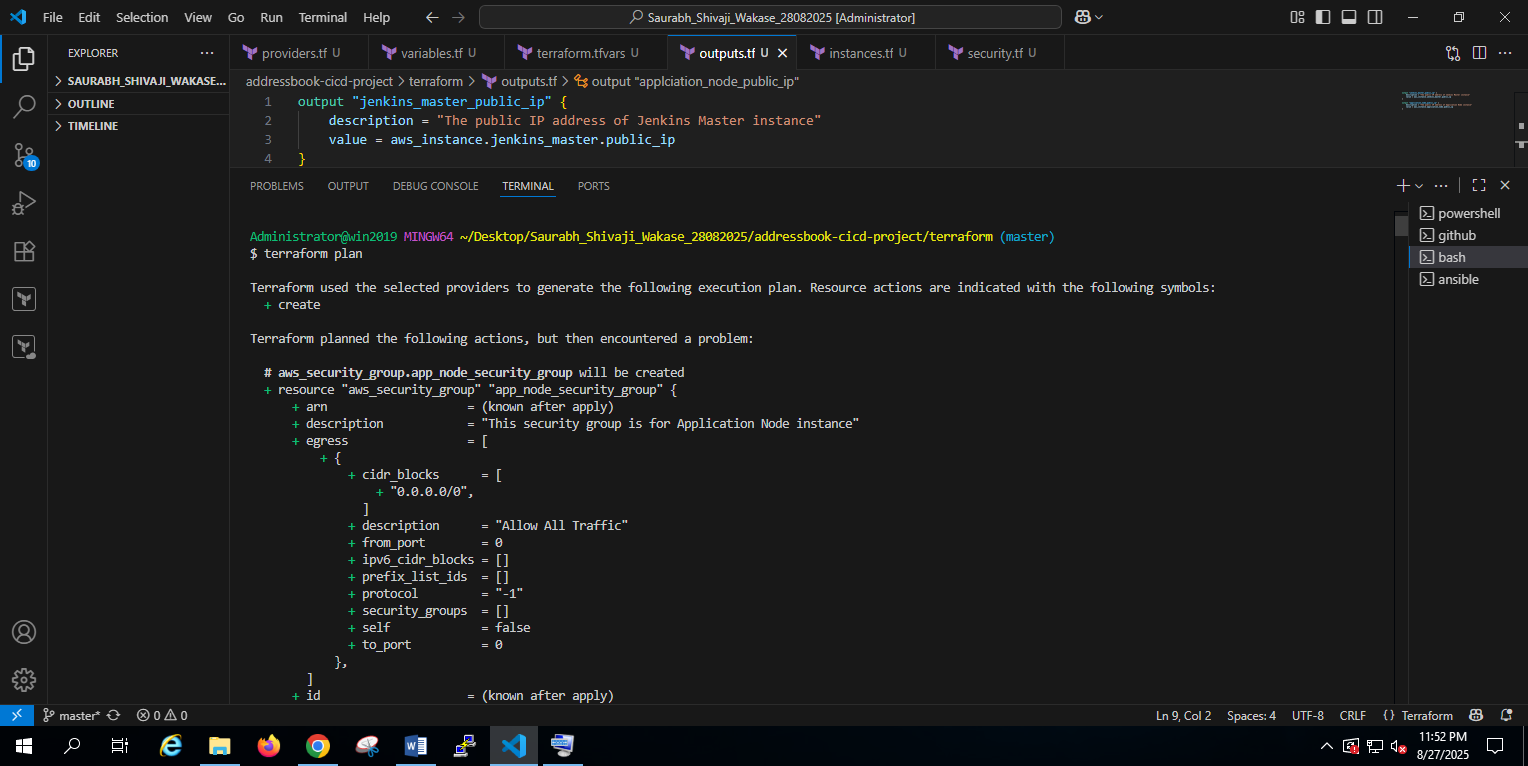 File Edit Selection View Go Run Terminal Help
Saurabh_Shivaji_Wakase_28082025 [Administrator]
EXPLORER
SAURABH_SHIVAJI_WAKASE...
OUTLINE
TIMELINE
10
providers.tf U
variables.tf U
terraform.tfvars U
outputs.tf U
instances.tf U
security.tf U
addressbook-cicd-project > terraform > outputs.tf > output "applciation_node_public_ip"
1 output "jenkins_master_public_ip" {
2 description = "The public IP address of Jenkins Master instance"
3 value = aws_instance.jenkins_master.public_ip
4 }
PROBLEMS OUTPUT DEBUG CONSOLE TERMINAL PORTS
powershell
github
bash
ansible
Administrator@win2019 MINGW64 ~/Desktop/Saurabh_Shivaji_Wakase_28082025/addressbook-cicd-project/terraform (master)
$ terraform plan
Terraform used the selected providers to generate the following execution plan. Resource actions are indicated with the following symbols:
+ create
Terraform planned the following actions, but then encountered a problem:
# aws_security_group.app_node_security_group will be created
+ resource "aws_security_group" "app_node_security_group" {
+ arn = (known after apply)
+ description = "This security group is for Application Node instance"
+ egress = [
+ {
+ cidr_blocks = [
+ "0.0.0.0/0",
]
+ description = "Allow All Traffic"
+ from_port = 0
+ ipv6_cidr_blocks = []
+ prefix_list_ids = []
+ protocol = "-1"
+ security_groups = []
+ self = false
+ to_port = 0
},
]
+ id = (known after apply)
master* 0 0
Ln 9, Col 2 Spaces: 4 UTF-8 CRLF {} Terraform
11:52 PM
8/27/2025